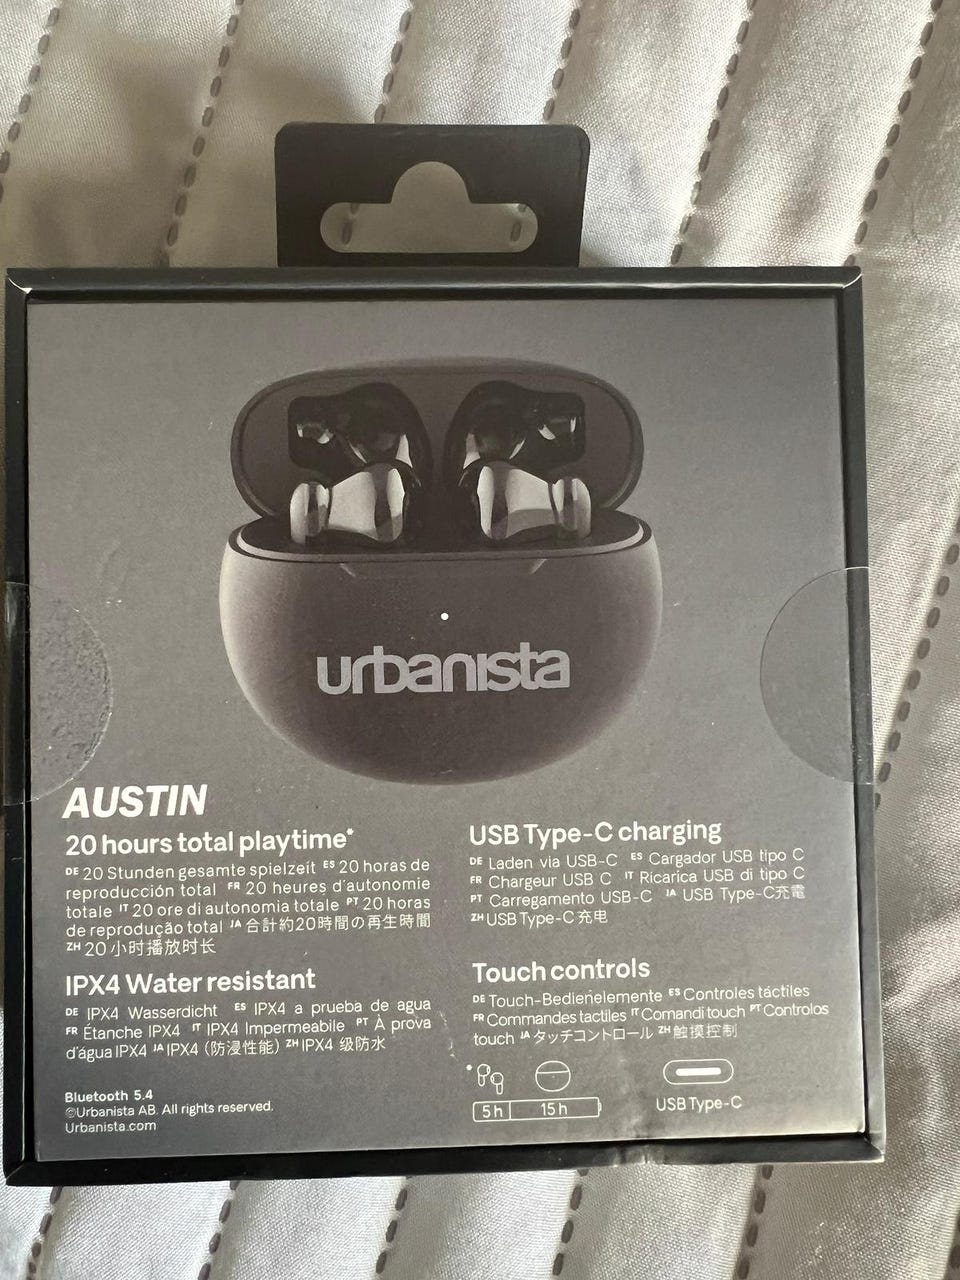 urbanista
AUSTIN
20 hours total playtime*
DE 20 Stunden gesamte spielzeit ES 20 horas de
reproducción total FR 20 heures d'autonomie
totale IT 20 ore di autonomia totale PT 20 horas
de reprodução total JA 合計約20時間の再生時間
ZH 20 小时播放时长
IPX4 Water resistant
DE IPX4 Wasserdicht ES IPX4 a prueba de agua
FR Étanche IPX4 IT IPX4 Impermeabile PT À prova
d'água IPX4 JA IPX4 (防浸性能) ZH IPX4 级防水
Bluetooth 5.4
©Urbanista AB. All rights reserved.
Urbanista.com
USB Type-C charging
DE Laden via USB-C ES Cargador USB tipo C
FR Chargeur USB C IT Ricarica USB di tipo C
PT Carregamento USB-C JA USB Type-C充電
ZH USB Type-C 充电
Touch controls
DE Touch-Bedienelemente ES Controles táctiles
FR Commandes tactiles IT Comandi touch PT Controlos
touch JA タッチコントロール ZH 触摸控制
*
5h 15h
USB Type-C